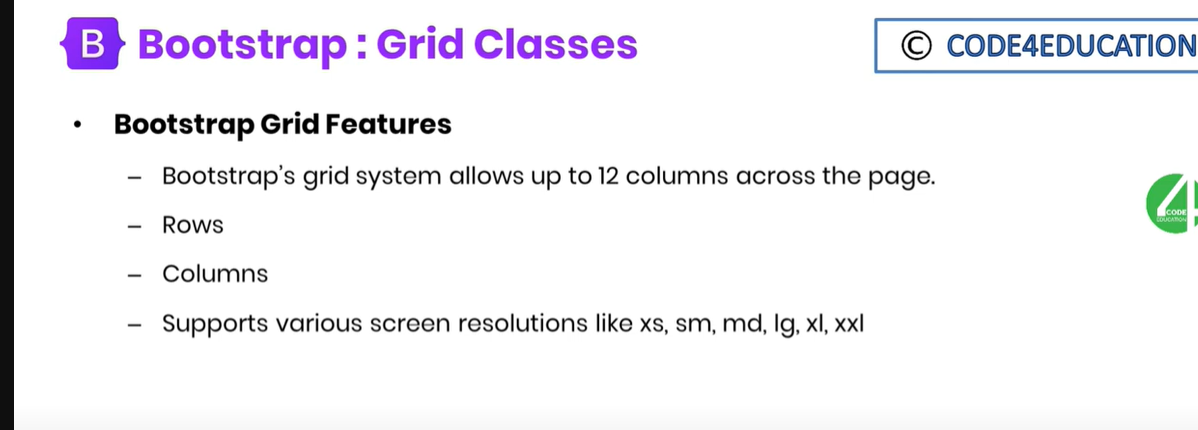 B Bootstrap : Grid Classes
© CODE4EDUCATION
• Bootstrap Grid Features
– Bootstrap's grid system allows up to 12 columns across the page.
– Rows
– Columns
– Supports various screen resolutions like xs, sm, md, lg, xl, xxl
4
CODE
EDUCATION